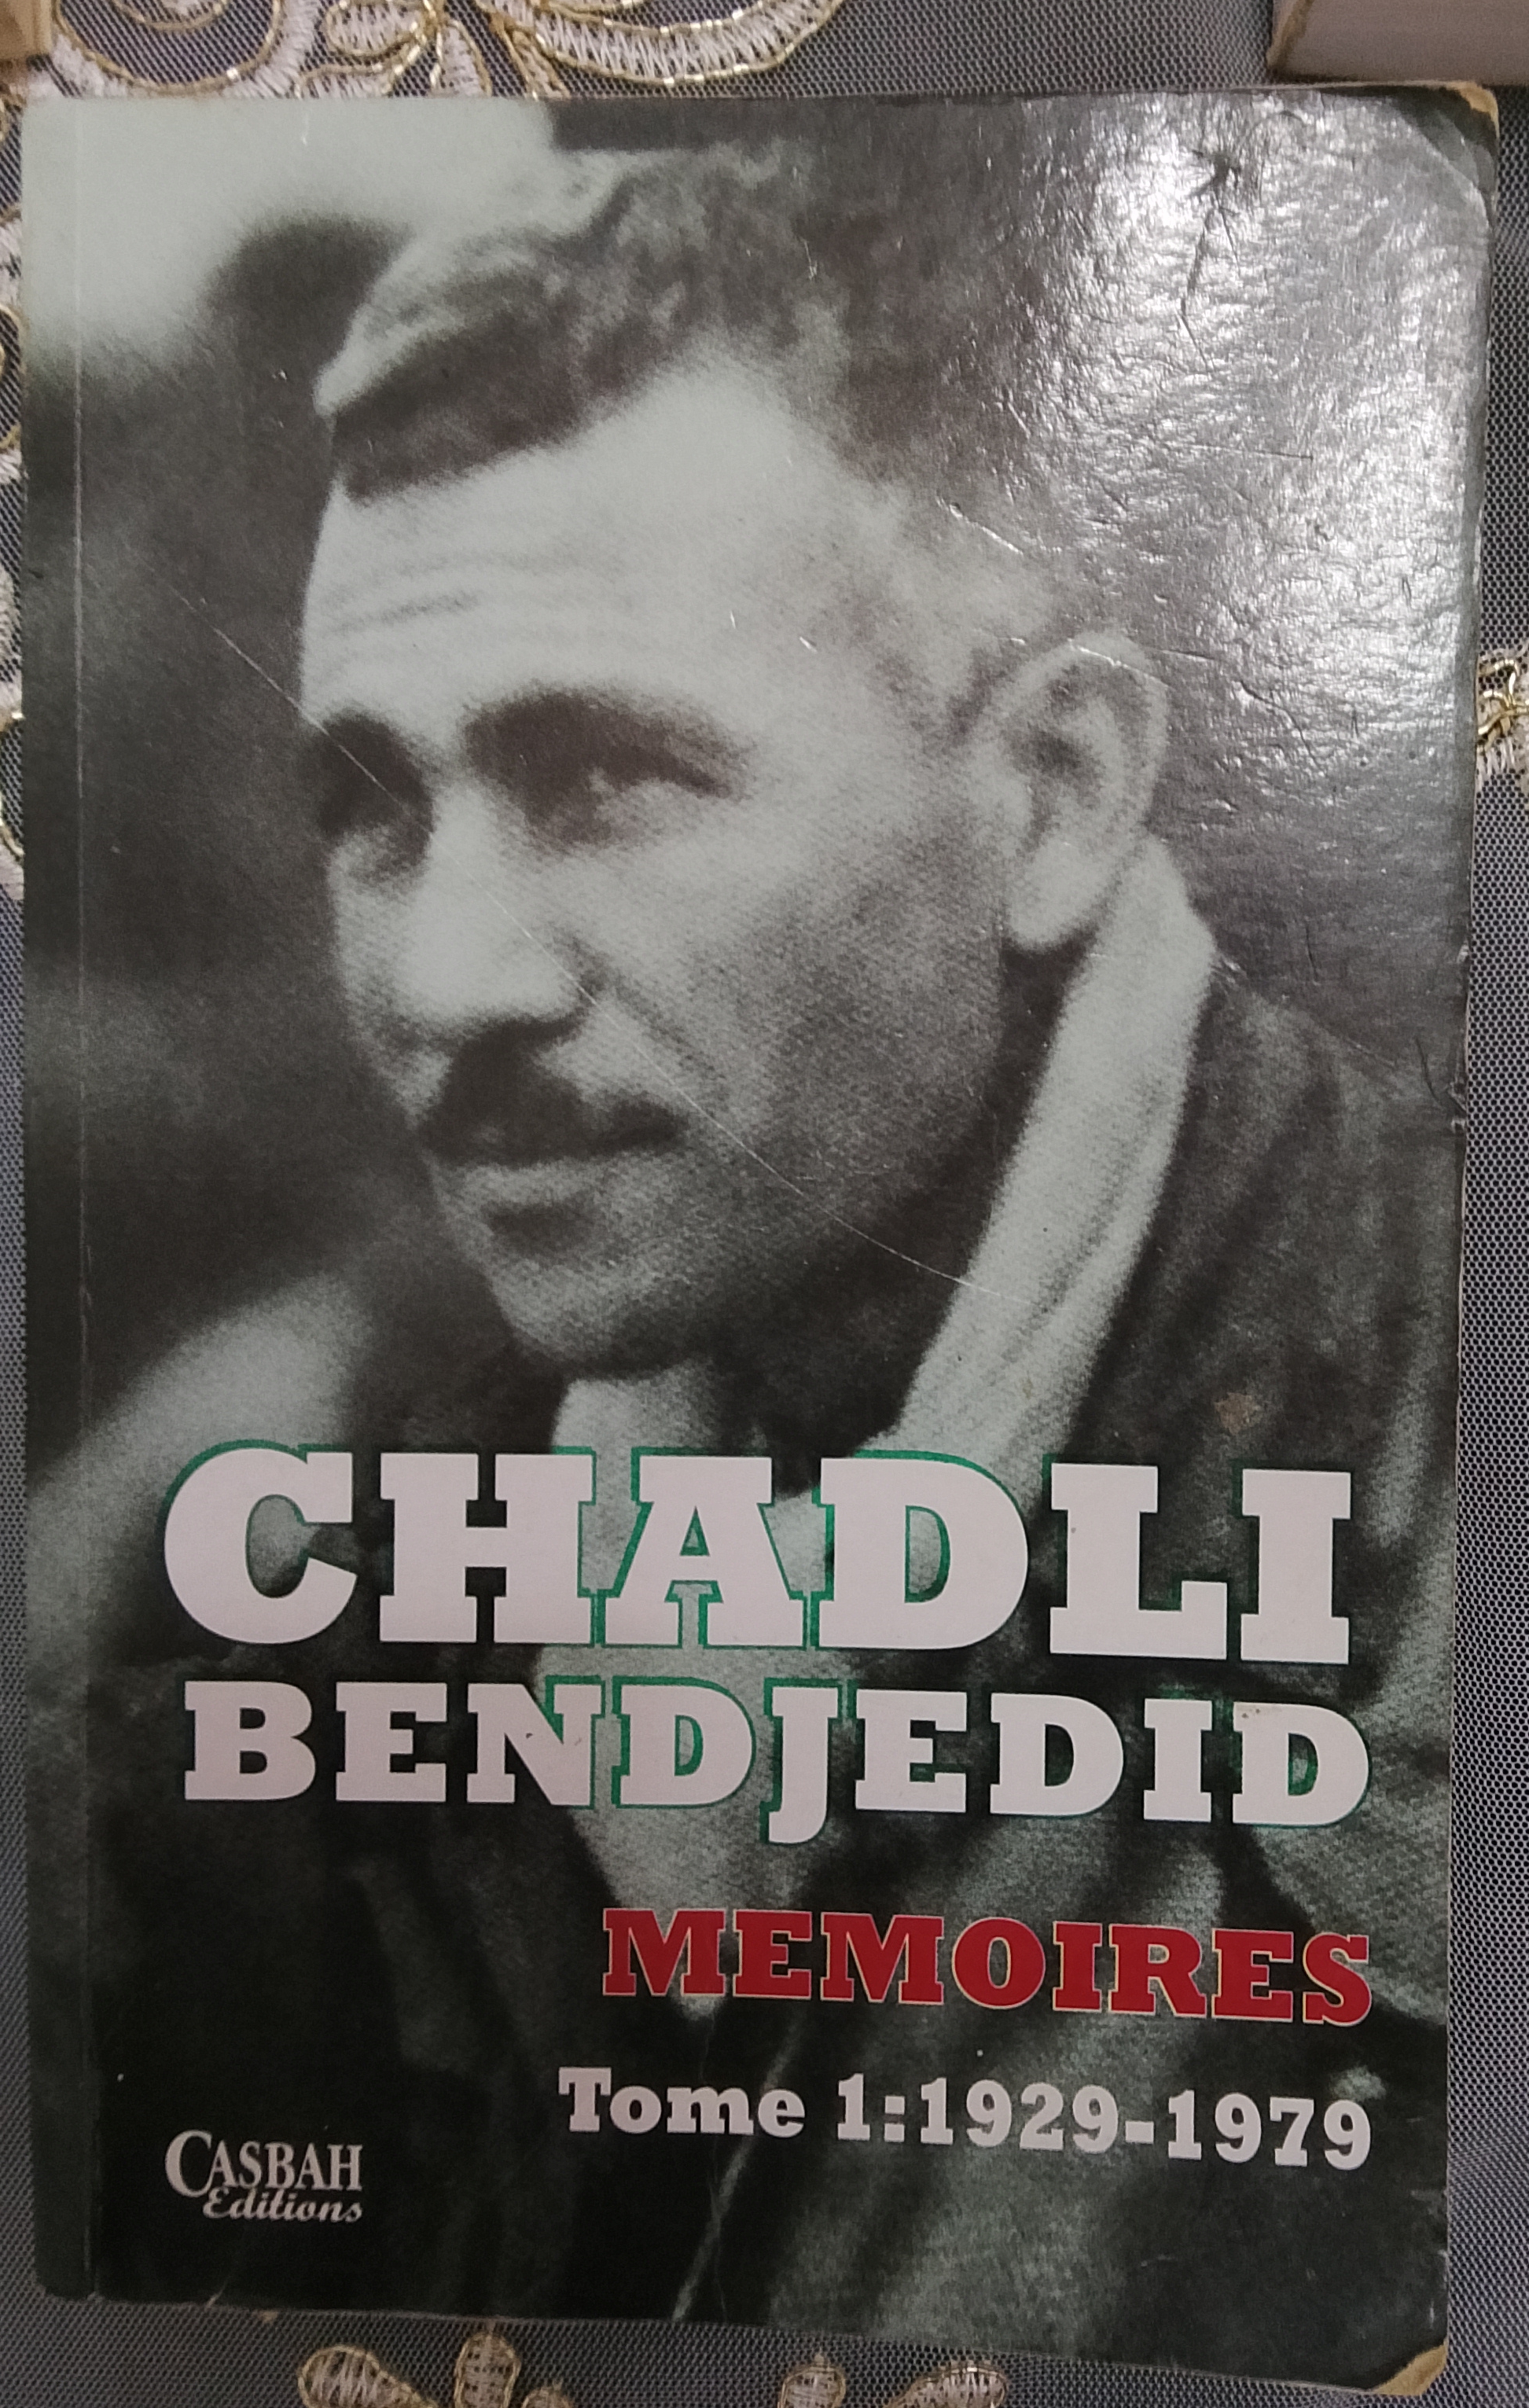 CHADLI
BENDJEDID
MEMOIRES
Tome 1:1929-1979
CASBAH
Editions